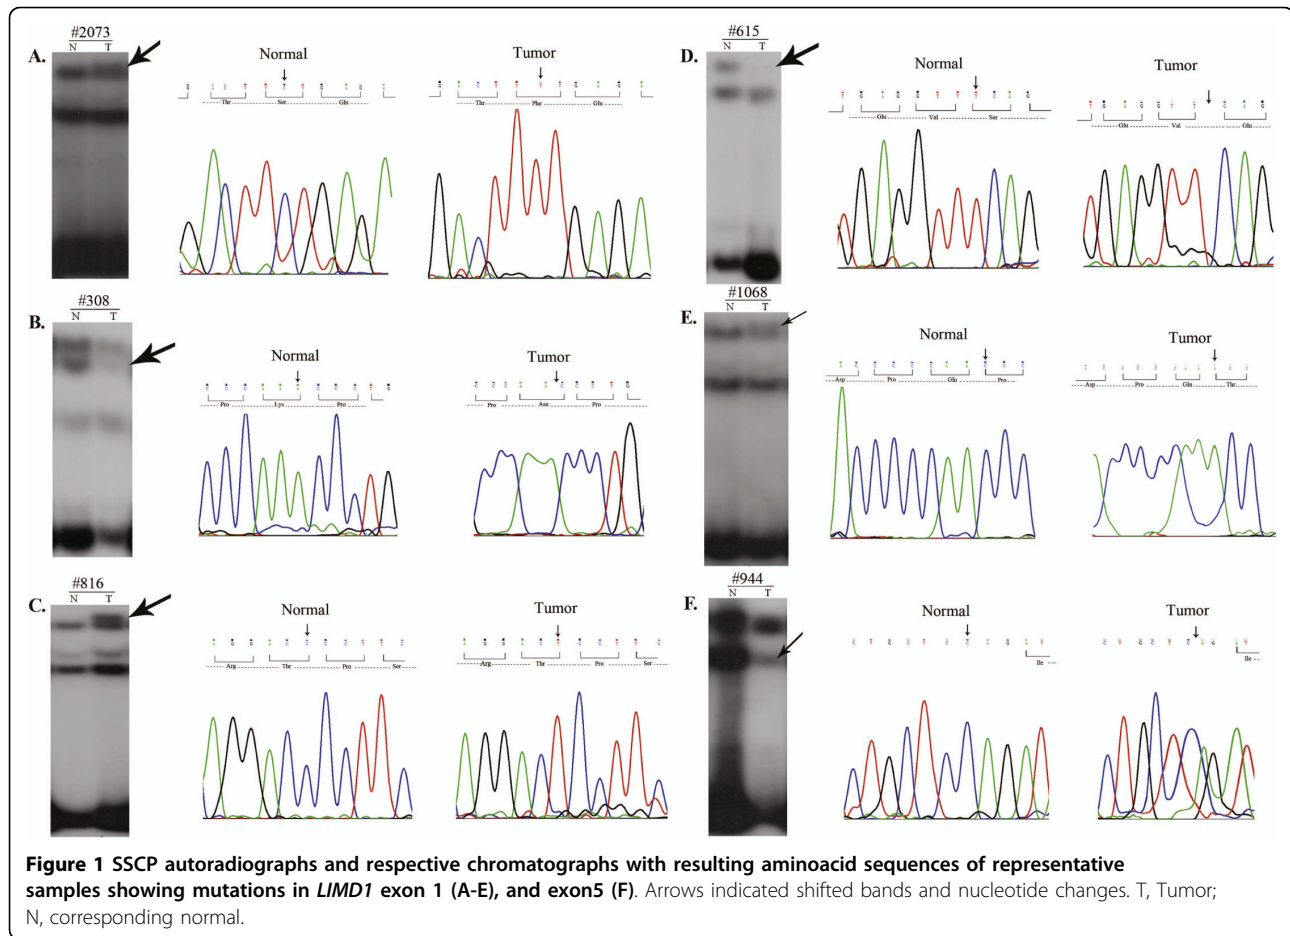 A.
#2073
N T
Normal
Thr Ser Glu
Tumor
Thr Phe Glu
B.
#308
N T
Normal
Pro Lys Pro
Tumor
Pro Asn Pro
C.
#816
N T
Normal
Arg Thr Pro Ser
Tumor
Arg Thr Pro Ser
D.
#615
N T
Normal
Glu Val Ser
Tumor
Glu Val Gln
E.
#1068
N T
Normal
Asp Pro Gln Pro
Tumor
Asp Pro Gln Thr
F.
#944
N T
Normal
Ile
Tumor
Ile
Figure 1 SSCP autoradiographs and respective chromatographs with resulting aminoacid sequences of representative
samples showing mutations in LIMD1 exon 1 (A-E), and exon5 (F). Arrows indicated shifted bands and nucleotide changes. T, Tumor;
N, corresponding normal.